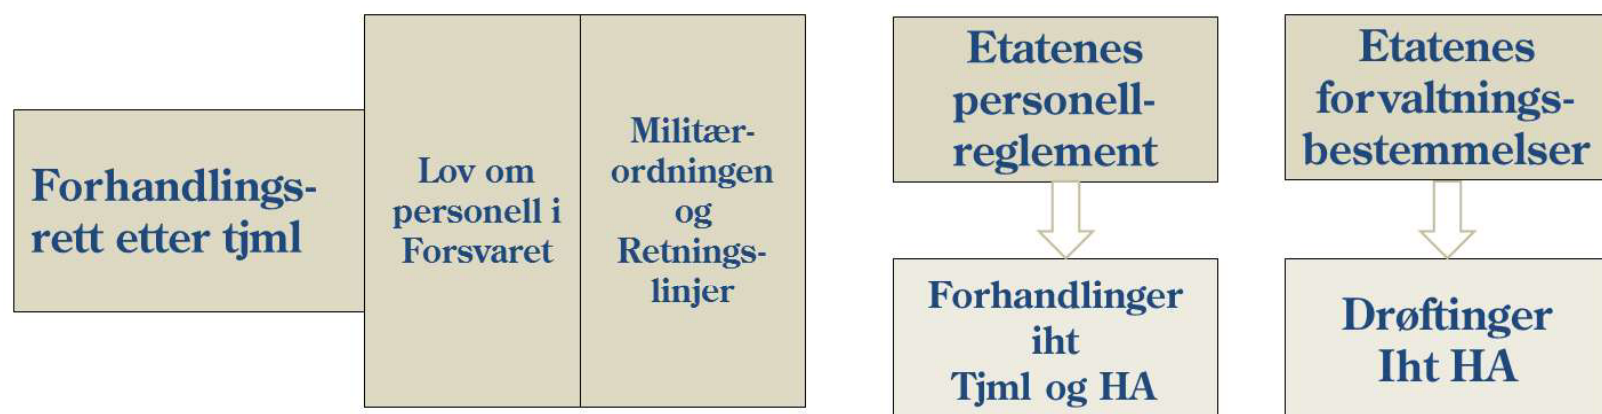 Forhandlings-
rett etter tjml
Lov om
personell i
Forsvaret
Militær-
ordningen
og
Retnings-
linjer
Etatenes
personell-
reglement
Forhandlinger
iht
Tjml og HA
Etatenes
forvaltnings-
bestemmelser
Drøftinger
Iht HA